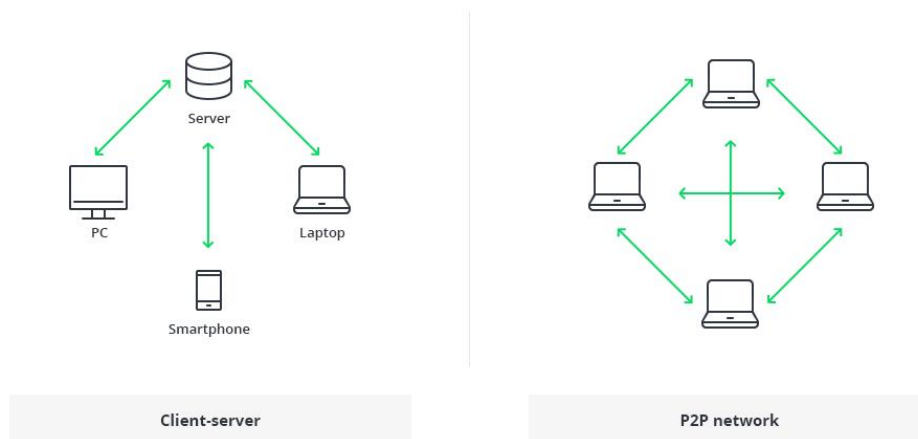 Server
PC
Laptop
Smartphone
Client-server
P2P network